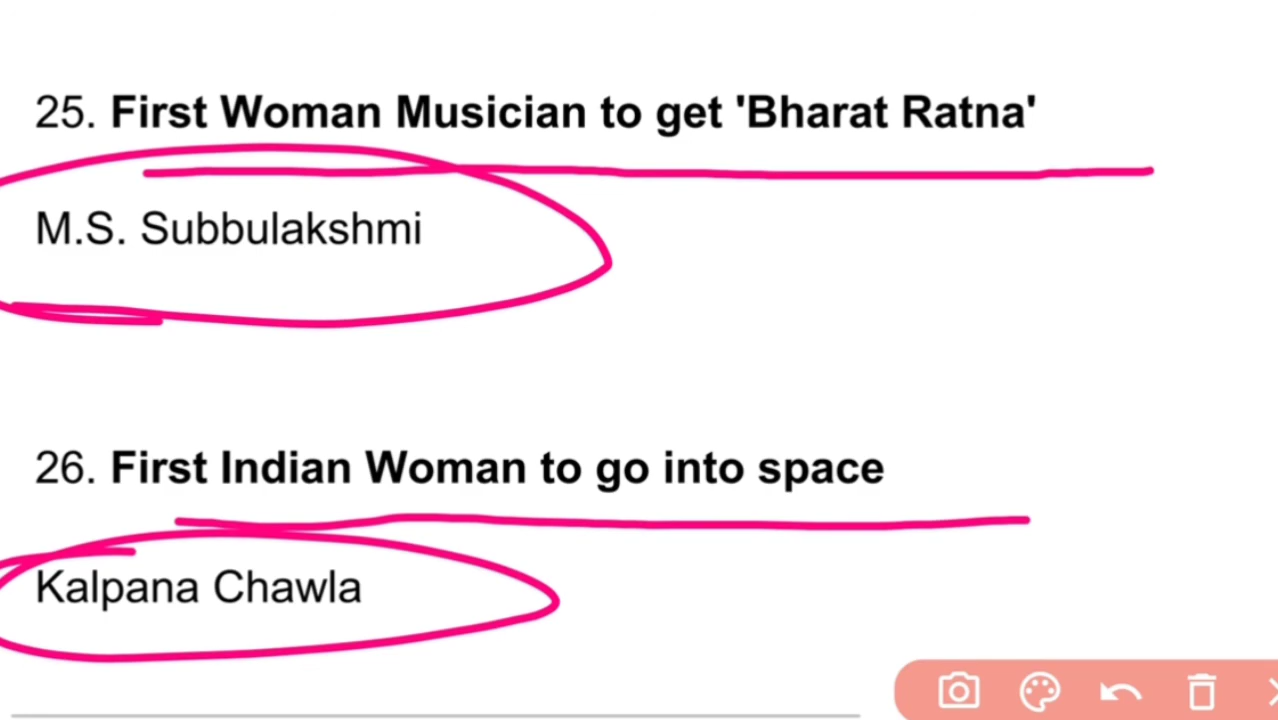 25. First Woman Musician to get 'Bharat Ratna'
M.S. Subbulakshmi
26. First Indian Woman to go into space
Kalpana Chawla